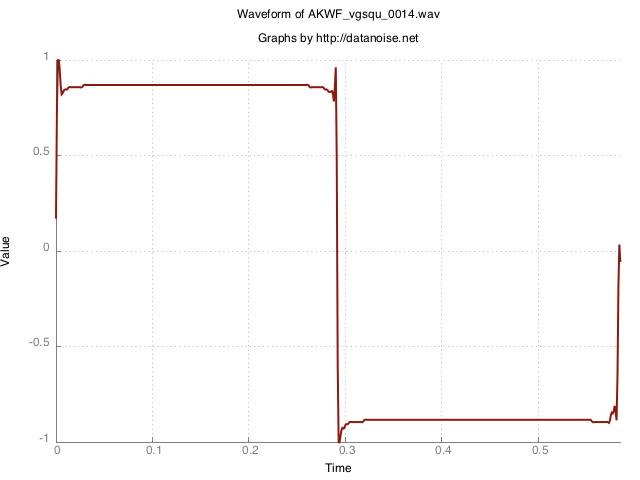 Waveform of AKWF_vgsqu_0014.wav
Graphs by http://datanoise.net
1
0.5
0
-0.5
-1
Value
0 0.1 0.2 0.3 0.4 0.5
Time